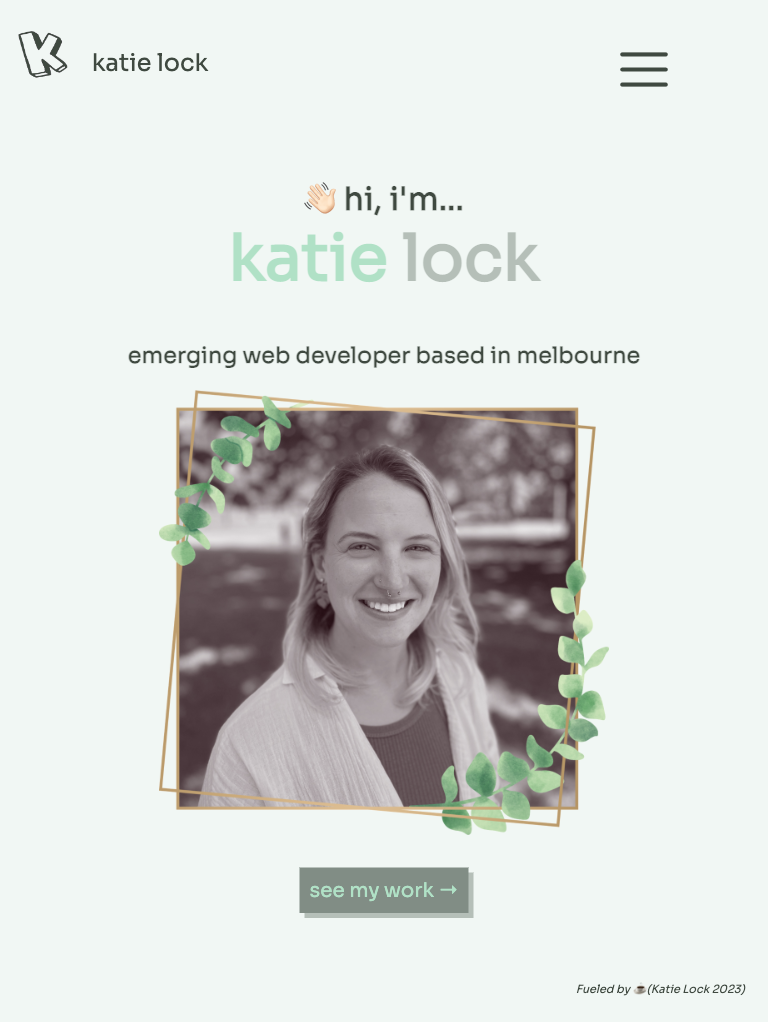 K
katie lock
👋🏻 hi, i'm...
katie lock
emerging web developer based in melbourne
see my work →
Fueled by ☕(Katie Lock 2023)